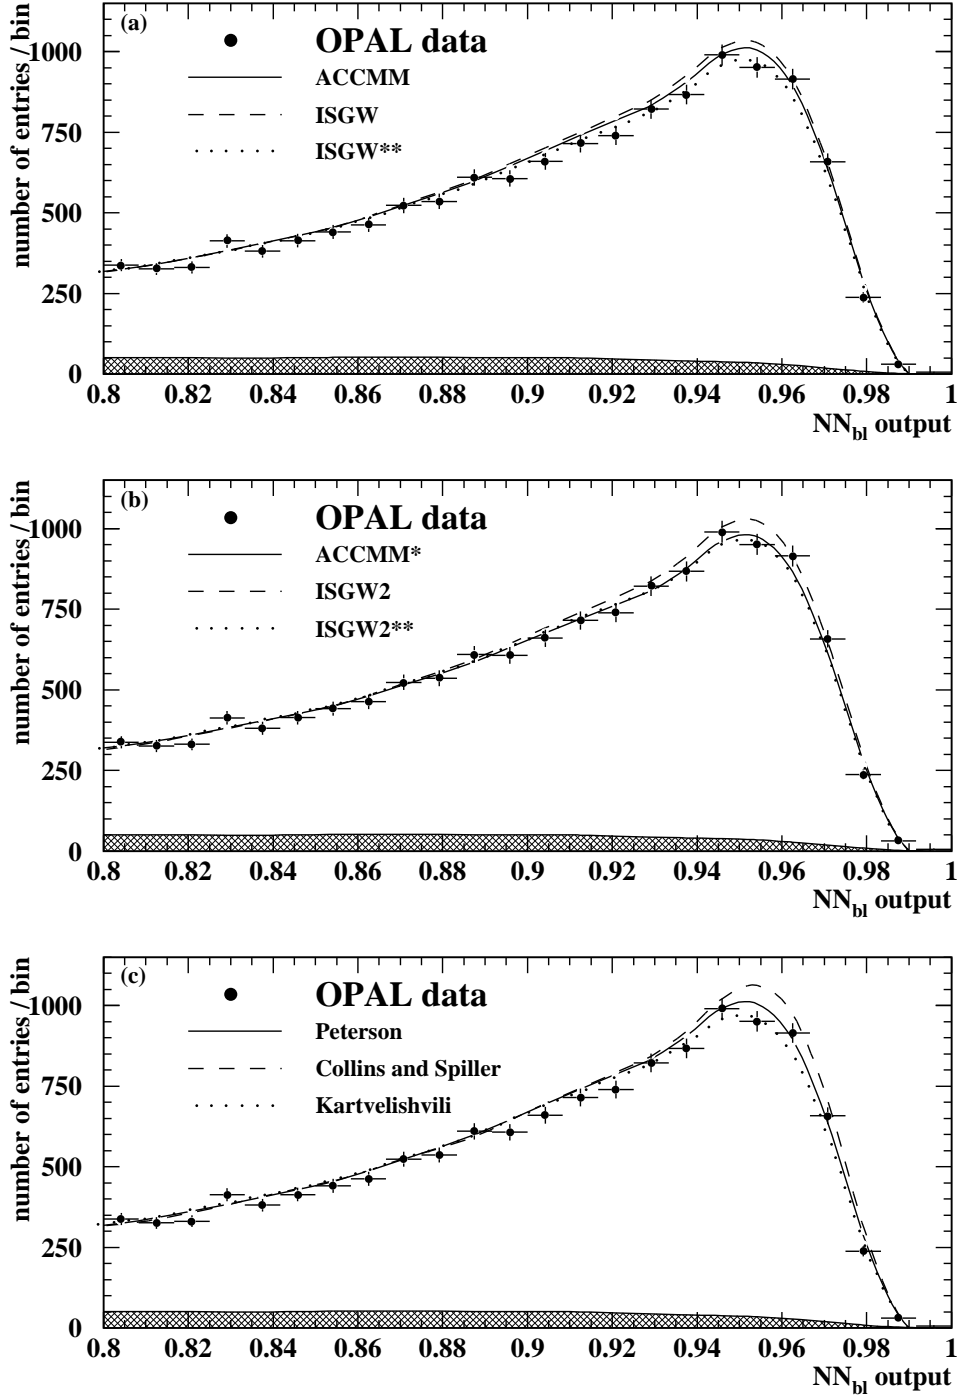 (a)
OPAL data
ACCMM
ISGW
ISGW**
number of entries / bin
1000
750
500
250
0
0.8 0.82 0.84 0.86 0.88 0.9 0.92 0.94 0.96 0.98 1
NN_bl output
(b)
OPAL data
ACCMM*
ISGW2
ISGW2**
number of entries / bin
1000
750
500
250
0
0.8 0.82 0.84 0.86 0.88 0.9 0.92 0.94 0.96 0.98 1
NN_bl output
(c)
OPAL data
Peterson
Collins and Spiller
Kartvelishvili
number of entries / bin
1000
750
500
250
0
0.8 0.82 0.84 0.86 0.88 0.9 0.92 0.94 0.96 0.98 1
NN_bl output